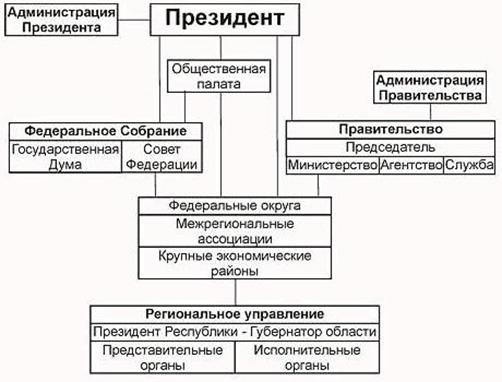 Администрация
Президента
Президент
Общественная
палата
Администрация
Правительства
Федеральное Собрание
Государственная
Дума
Совет
Федерации
Правительство
Председатель
Министерство
Агентство
Служба
Федеральные округа
Межрегиональные
ассоциации
Крупные экономические
районы
Региональное управление
Президент Республики - Губернатор области
Представительные
органы
Исполнительные
органы